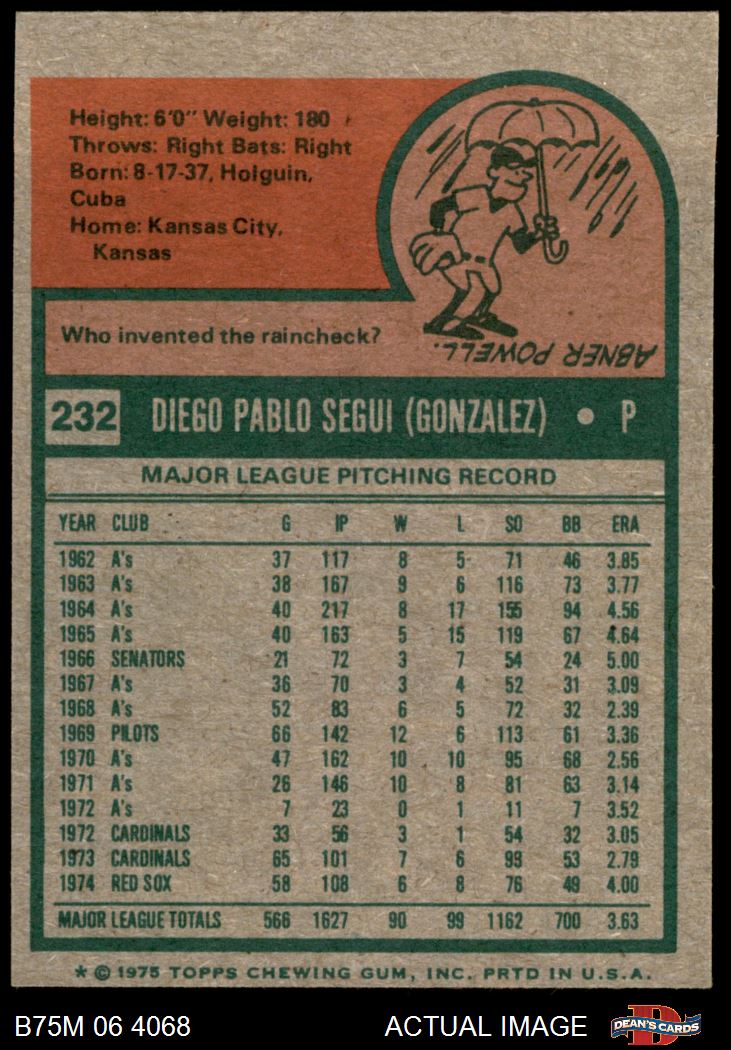 Height: 6'0" Weight: 180
Throws: Right Bats: Right
Born: 8-17-37, Holguin,
Cuba
Home: Kansas City,
Kansas
Who invented the raincheck?
ABNER POWELL.
232 DIEGO PABLO SEGUI (GONZALEZ) • P
MAJOR LEAGUE PITCHING RECORD
YEAR CLUB G IP W L SO BB ERA
1962 A's 37 117 8 5 71 46 3.85
1963 A's 38 167 9 6 116 73 3.77
1964 A's 40 217 8 17 155 94 4.56
1965 A's 40 163 5 15 119 67 4.64
1966 SENATORS 21 72 3 7 54 24 5.00
1967 A's 36 70 3 4 52 31 3.09
1968 A's 52 83 6 5 72 32 2.39
1969 PILOTS 66 142 12 6 113 61 3.36
1970 A's 47 162 10 10 95 68 2.56
1971 A's 26 146 10 8 81 63 3.14
1972 A's 7 23 0 1 11 7 3.52
1972 CARDINALS 33 56 3 1 54 32 3.05
1973 CARDINALS 65 101 7 6 93 53 2.79
1974 RED SOX 58 108 6 8 76 49 4.00
MAJOR LEAGUE TOTALS 566 1627 90 99 1162 700 3.63
* © 1975 TOPPS CHEWING GUM, INC. PRTD IN U.S.A.
B75M 06 4068 ACTUAL IMAGE DEAN'S CARDS